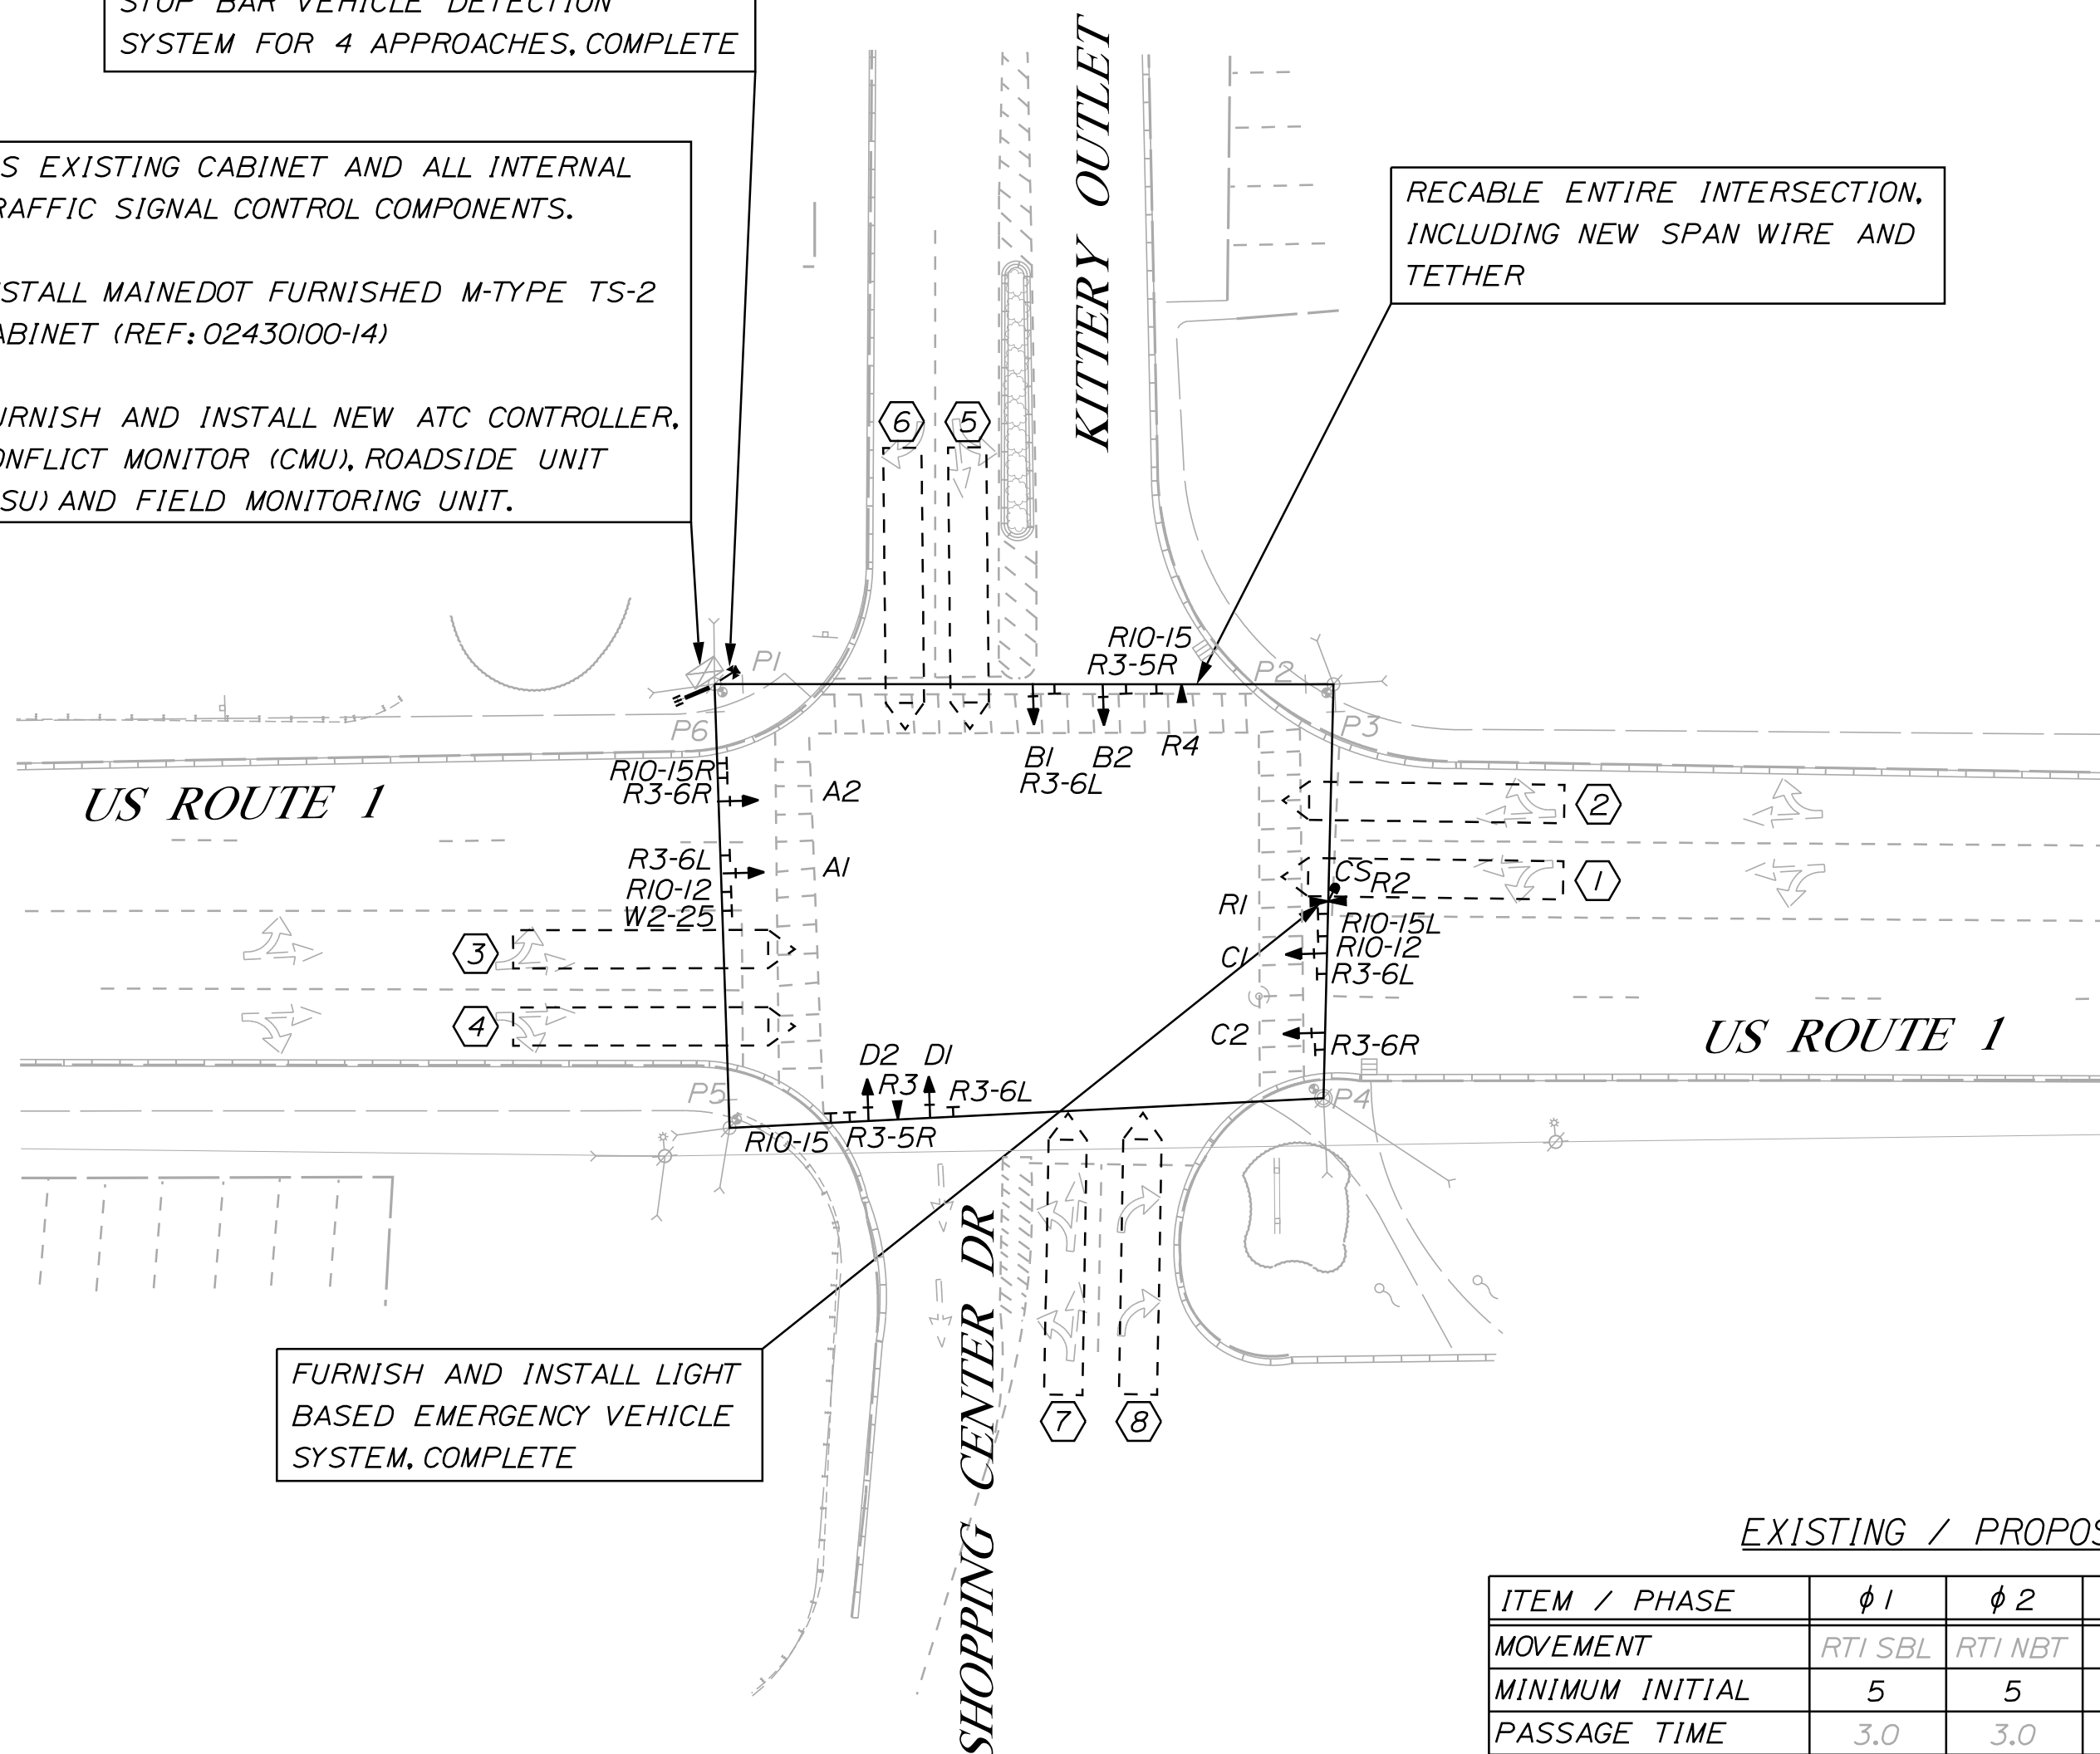 STOP BAR VEHICLE DETECTION
SYSTEM FOR 4 APPROACHES, COMPLETE
S EXISTING CABINET AND ALL INTERNAL
RAFFIC SIGNAL CONTROL COMPONENTS.
STALL MAINEDOT FURNISHED M-TYPE TS-2
ABINET (REF: 02430100-14)
URNISH AND INSTALL NEW ATC CONTROLLER,
ONFLICT MONITOR (CMU), ROADSIDE UNIT
SU) AND FIELD MONITORING UNIT.
KITTERY OUTLET
RECABLE ENTIRE INTERSECTION,
INCLUDING NEW SPAN WIRE AND
TETHER
6
5
R10-15
R3-5R
P1
P2
P3
P6
B1
B2
R4
R3-6L
R10-15R
R3-6R
A2
US ROUTE 1
2
R3-6L
A1
R10-12
W2-25
1
CS
R2
R1
R10-15L
R10-12
C1
R3-6L
3
4
C2
R3-6R
US ROUTE 1
D2
D1
R3
R3-6L
P5
P4
R10-15
R3-5R
SHOPPING CENTER DR
7
8
FURNISH AND INSTALL LIGHT
BASED EMERGENCY VEHICLE
SYSTEM, COMPLETE
EXISTING / PROPOS
ITEM / PHASE ϕ 1 ϕ 2
MOVEMENT RT1 SBL RT1 NBT
MINIMUM INITIAL 5 5
PASSAGE TIME 3.0 3.0